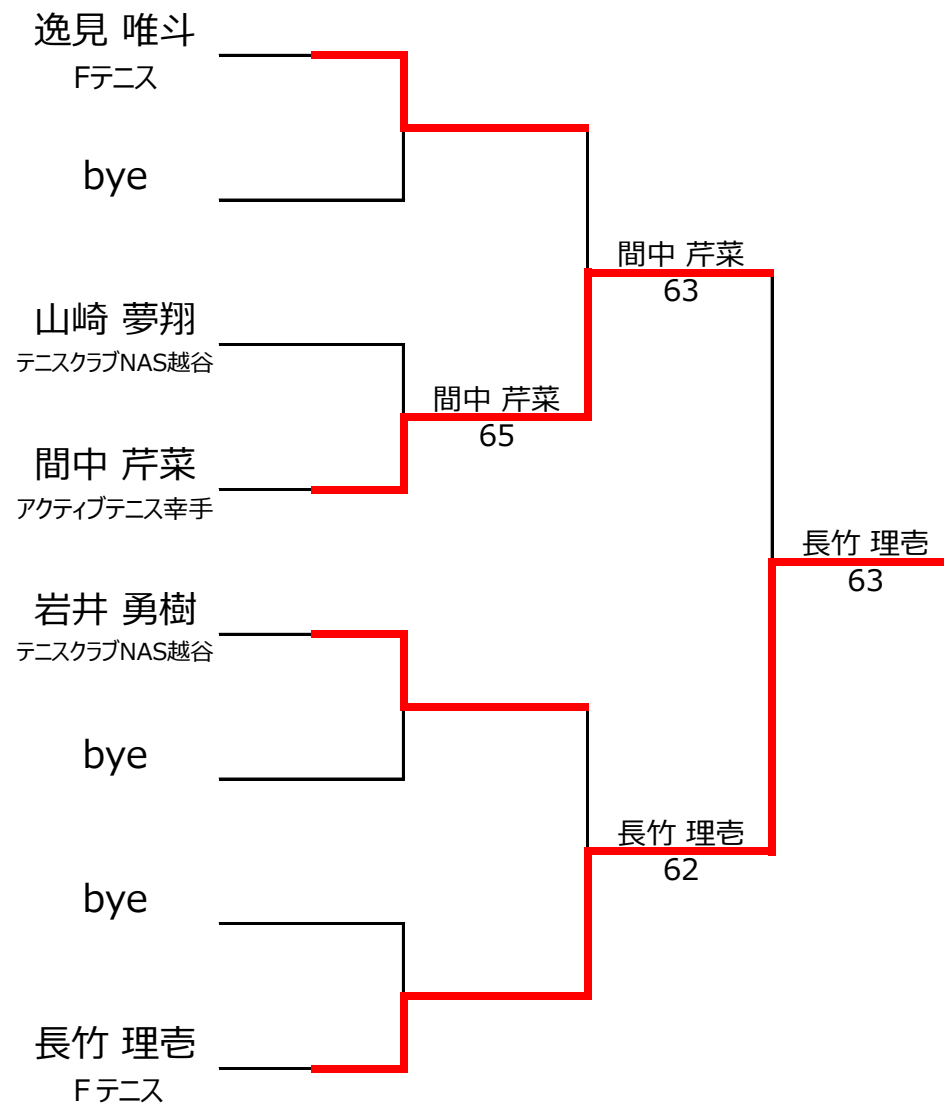 逸見 唯斗
Fテニス
bye
間中 芹菜
63
山崎 夢翔
テニスクラブNAS越谷
間中 芹菜
65
間中 芹菜
アクティブテニス幸手
長竹 理壱
63
岩井 勇樹
テニスクラブNAS越谷
bye
長竹 理壱
62
bye
長竹 理壱
Fテニス